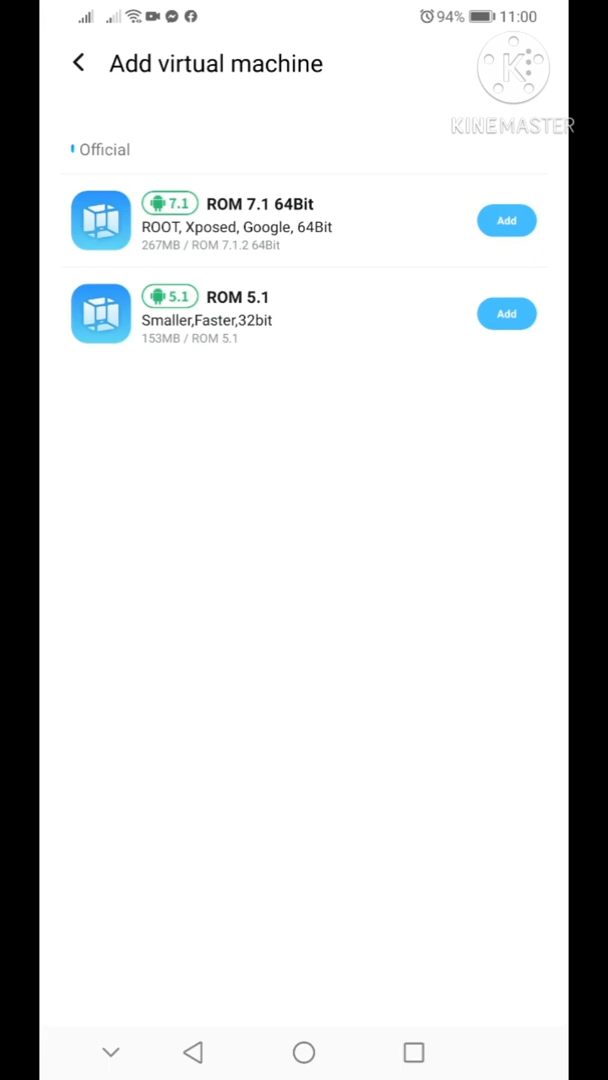 94% 11:00
Add virtual machine
K
KINEMASTER
Official
7.1 ROM 7.1 64Bit
ROOT, Xposed, Google, 64Bit
267MB / ROM 7.1.2 64Bit
Add
5.1 ROM 5.1
Smaller,Faster,32bit
153MB / ROM 5.1
Add